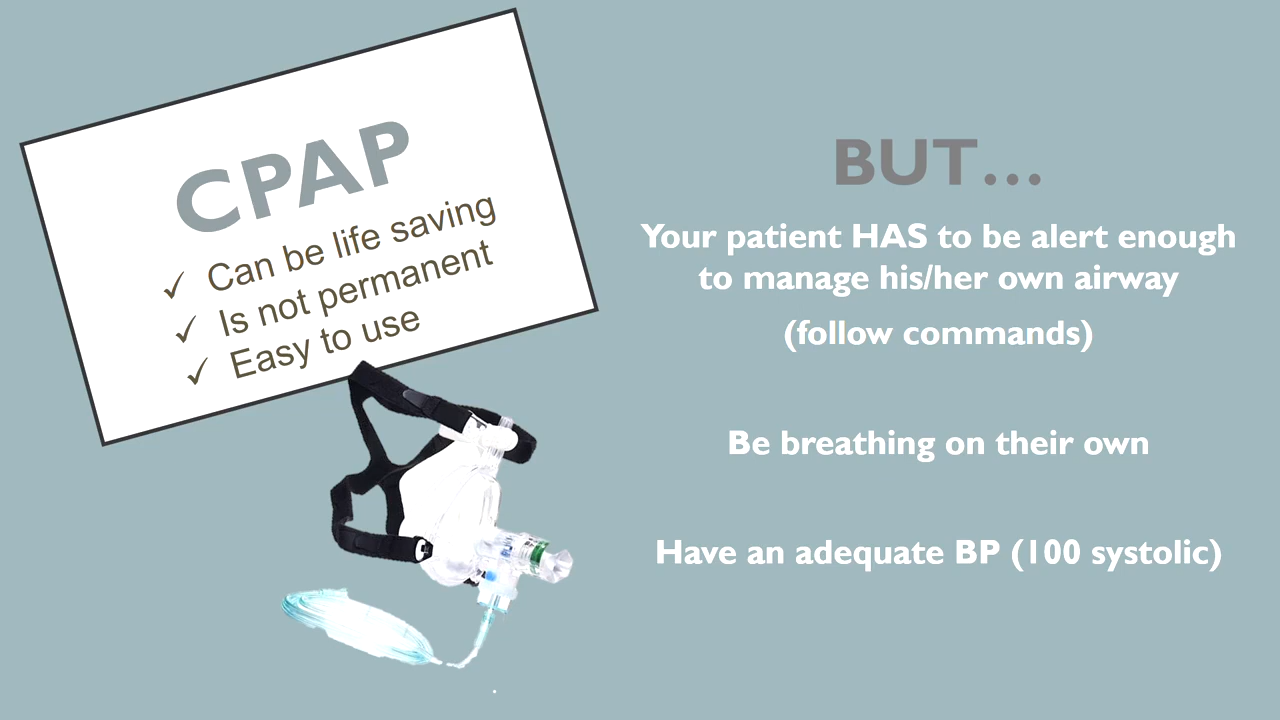 CPAP
✓ Can be life saving
✓ Is not permanent
✓ Easy to use
BUT...
Your patient HAS to be alert enough
to manage his/her own airway
(follow commands)
Be breathing on their own
Have an adequate BP (100 systolic)
.